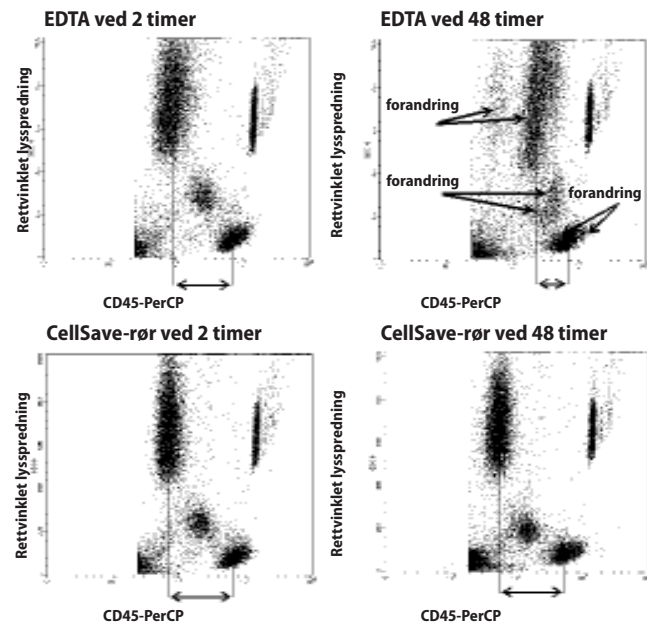 EDTA ved 2 timer
Rettvinklet lysspredning
CD45-PerCP
EDTA ved 48 timer
Rettvinklet lysspredning
forandring
forandring
forandring
CD45-PerCP
CellSave-rør ved 2 timer
Rettvinklet lysspredning
CD45-PerCP
CellSave-rør ved 48 timer
Rettvinklet lysspredning
CD45-PerCP